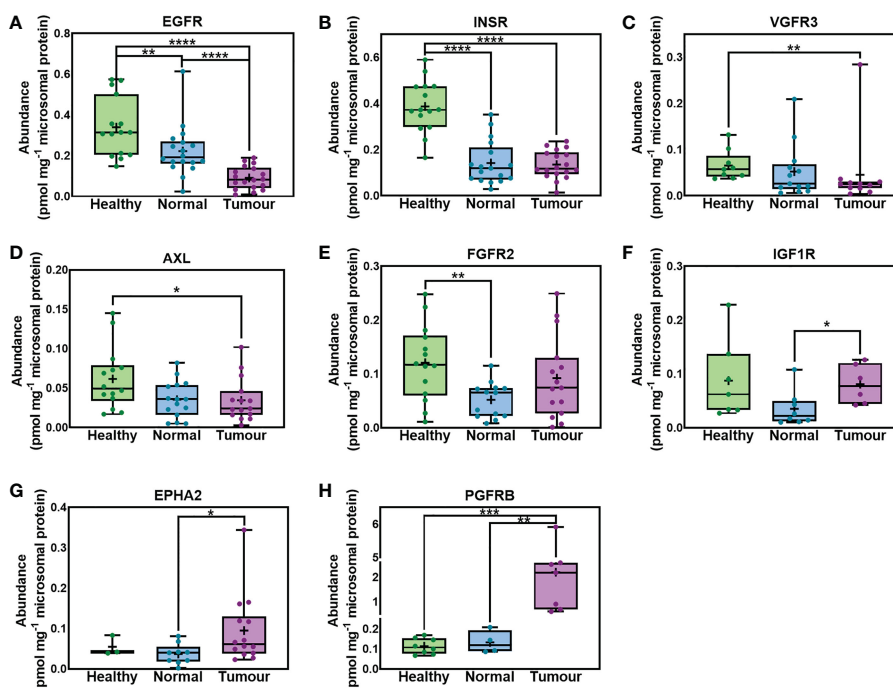 A
EGFR
Abundance
(pmol mg⁻¹ microsomal protein)
0.8
0.6
0.4
0.2
0.0
****
**
****
Healthy Normal Tumour
B
INSR
Abundance
(pmol mg⁻¹ microsomal protein)
0.6
0.4
0.2
0.0
****
****
Healthy Normal Tumour
C
VGFR3
Abundance
(pmol mg⁻¹ microsomal protein)
0.3
0.2
0.1
0.0
**
Healthy Normal Tumour
D
AXL
Abundance
(pmol mg⁻¹ microsomal protein)
0.20
0.15
0.10
0.05
0.00
*
Healthy Normal Tumour
E
FGFR2
Abundance
(pmol mg⁻¹ microsomal protein)
0.3
0.2
0.1
0.0
**
Healthy Normal Tumour
F
IGF1R
Abundance
(pmol mg⁻¹ microsomal protein)
0.3
0.2
0.1
0.0
*
Healthy Normal Tumour
G
EPHA2
Abundance
(pmol mg⁻¹ microsomal protein)
0.4
0.3
0.2
0.1
0.0
*
Healthy Normal Tumour
H
PGFRB
Abundance
pmol mg⁻¹ microsomal protein)
6
5
2
1
0.2
0.1
0.0
***
**
Healthy Normal Tumour